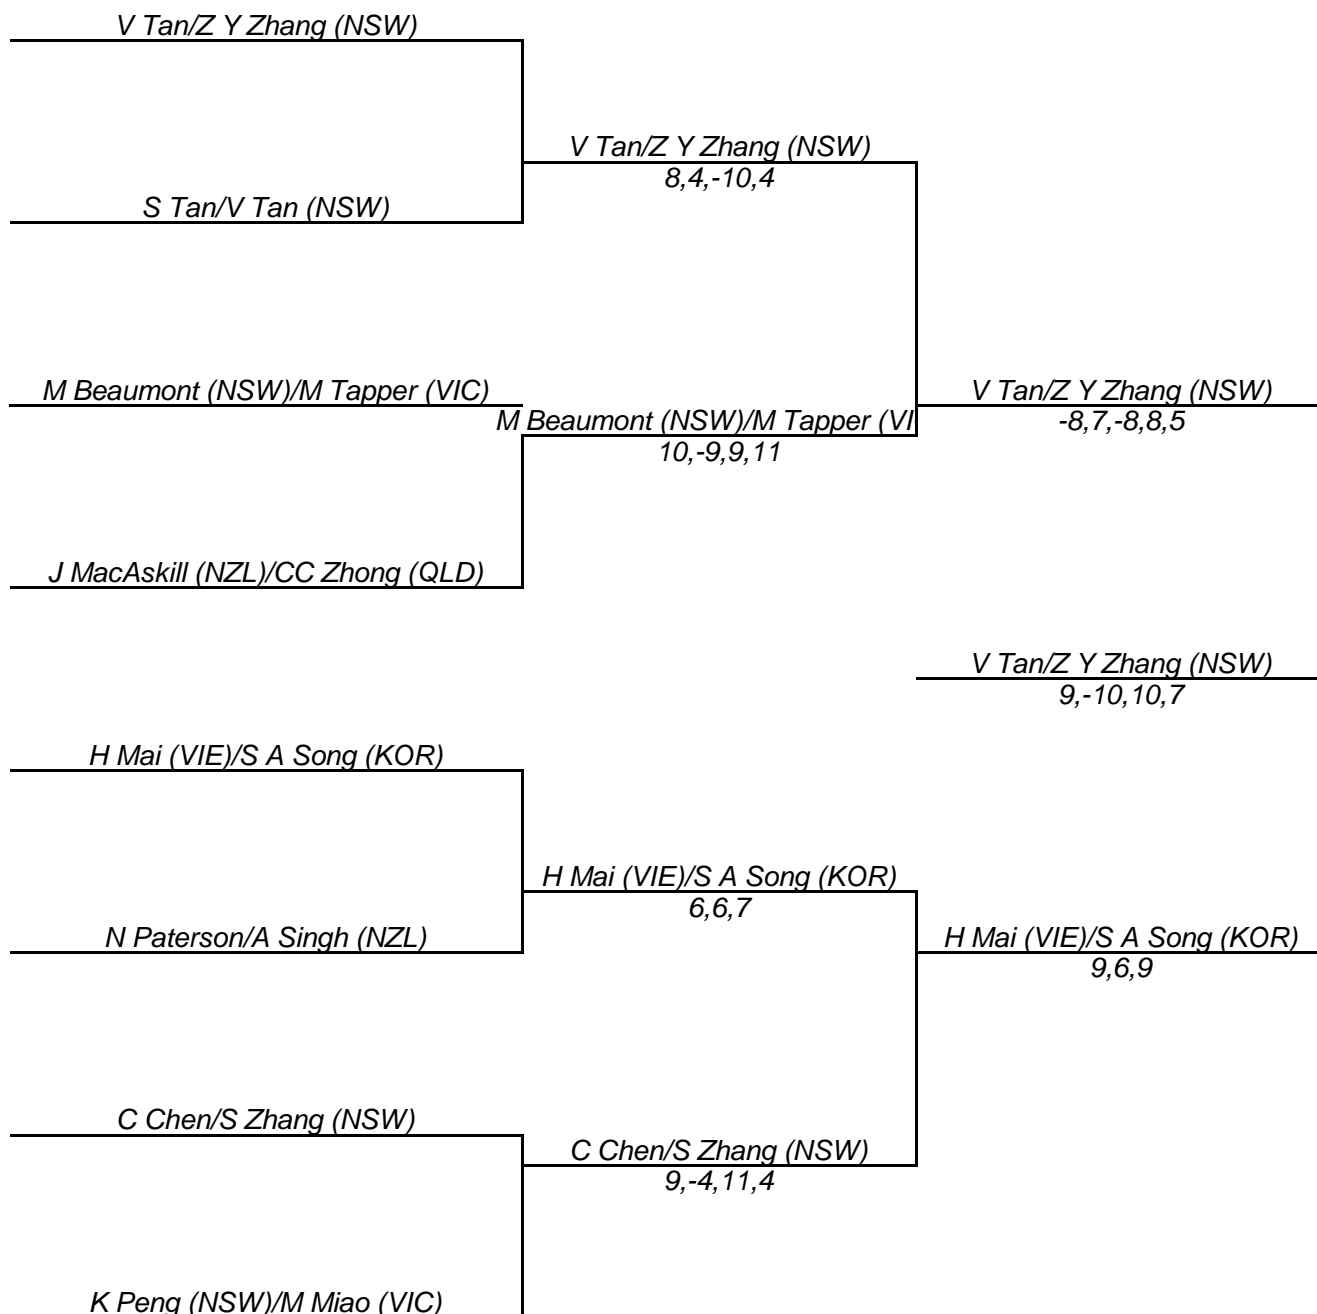 V Tan/Z Y Zhang (NSW)
V Tan/Z Y Zhang (NSW)
8,4,-10,4
S Tan/V Tan (NSW)
M Beaumont (NSW)/M Tapper (VIC)
V Tan/Z Y Zhang (NSW)
M Beaumont (NSW)/M Tapper (VI
-8,7,-8,8,5
10,-9,9,11
J MacAskill (NZL)/CC Zhong (QLD)
V Tan/Z Y Zhang (NSW)
9,-10,10,7
H Mai (VIE)/S A Song (KOR)
H Mai (VIE)/S A Song (KOR)
6,6,7
N Paterson/A Singh (NZL)
H Mai (VIE)/S A Song (KOR)
9,6,9
C Chen/S Zhang (NSW)
C Chen/S Zhang (NSW)
9,-4,11,4
K Peng (NSW)/M Miao (VIC)